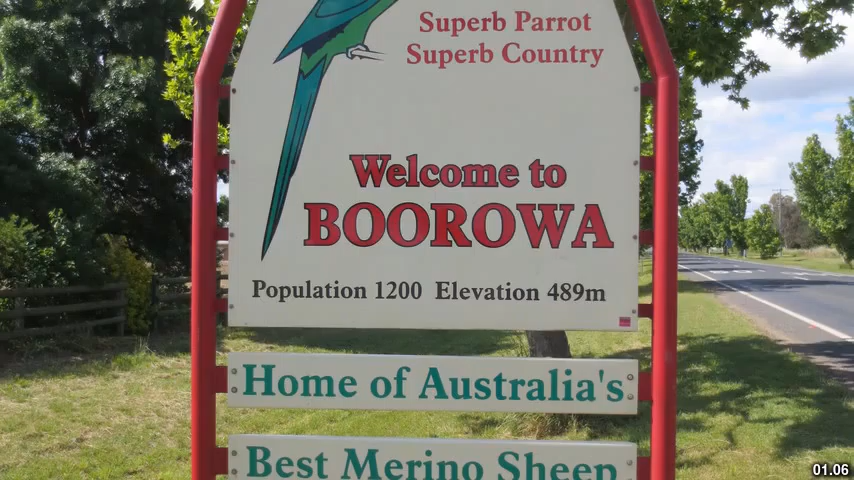 Superb Parrot
Superb Country
Welcome to
BOOROWA
Population 1200 Elevation 489m
Home of Australia's
Best Merino Sheep
01.06